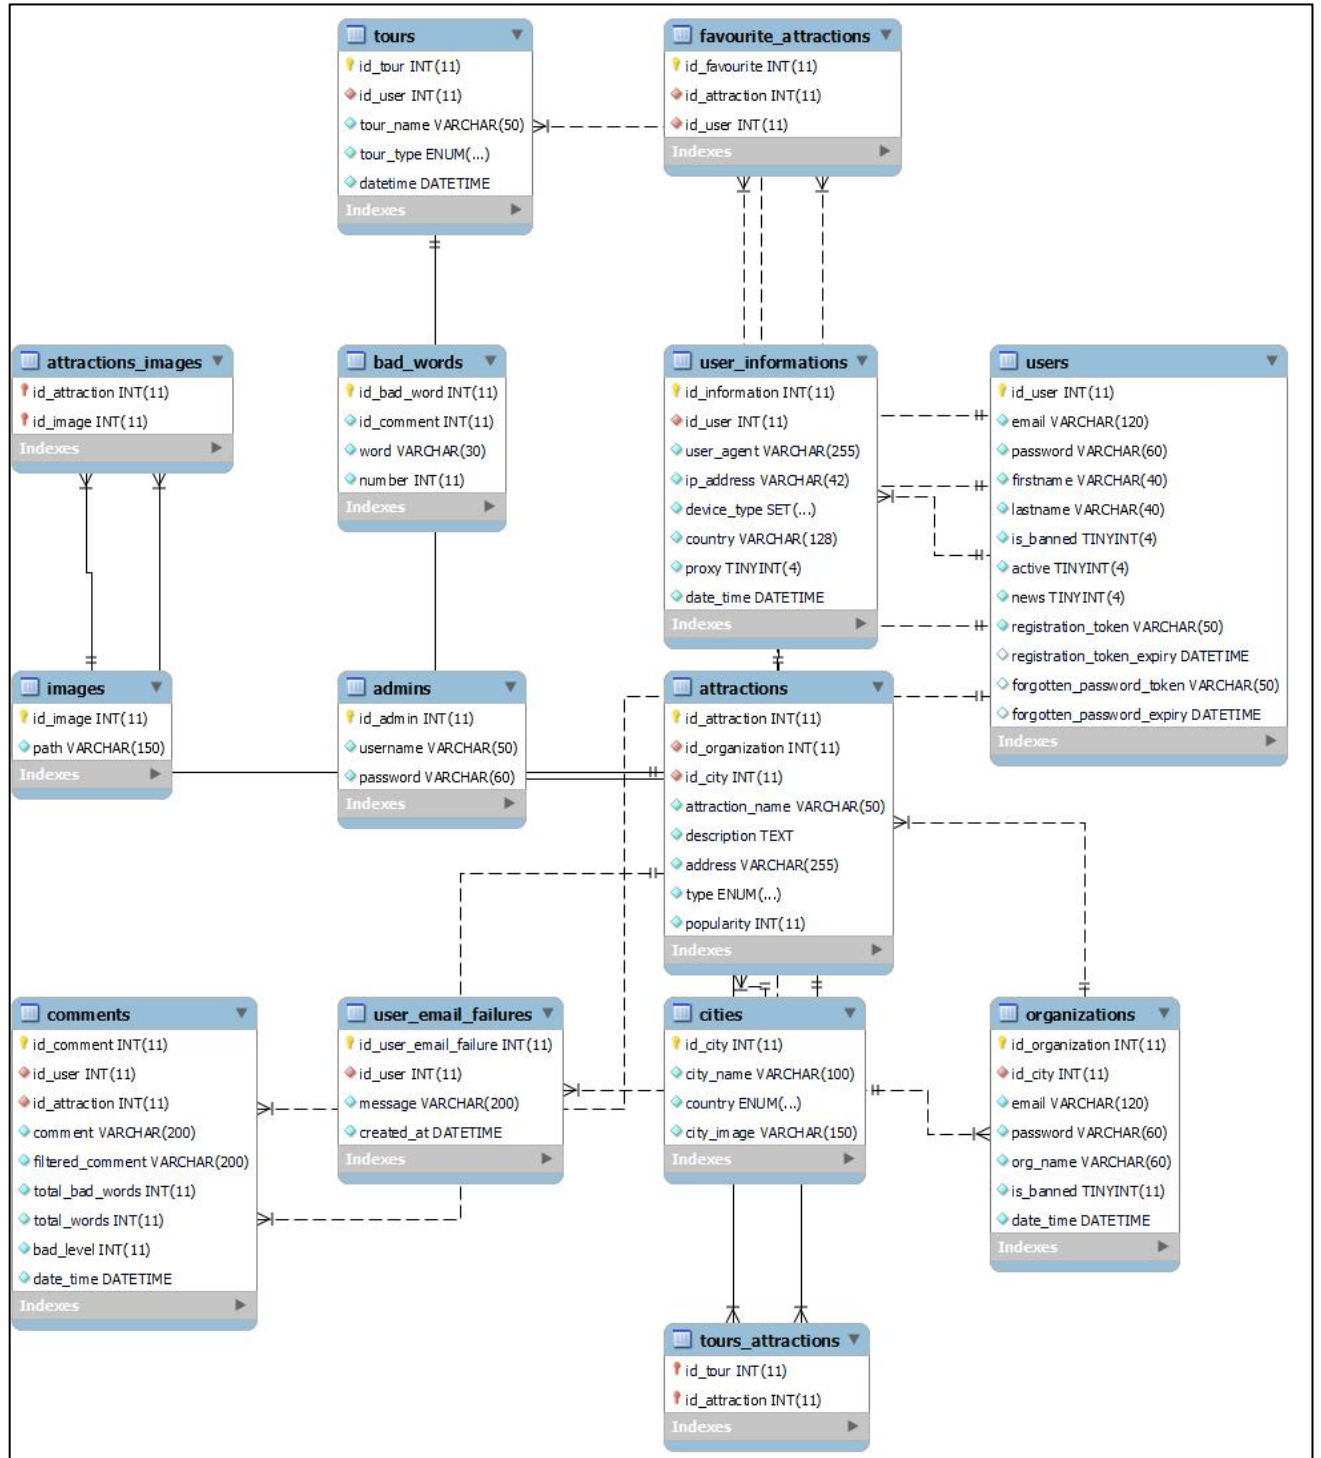 tours
id_tour INT(11)
id_user INT(11)
tour_name VARCHAR(50)
tour_type ENUM(...)
datetime DATETIME
Indexes
favourite_attractions
id_favourite INT(11)
id_attraction INT(11)
id_user INT(11)
Indexes
attractions_images
id_attraction INT(11)
id_image INT(11)
Indexes
bad_words
id_bad_word INT(11)
id_comment INT(11)
word VARCHAR(30)
number INT(11)
Indexes
user_informations
id_information INT(11)
id_user INT(11)
user_agent VARCHAR(255)
ip_address VARCHAR(42)
device_type SET(...)
country VARCHAR(128)
proxy TINYINT(4)
date_time DATETIME
Indexes
users
id_user INT(11)
email VARCHAR(120)
password VARCHAR(60)
firstname VARCHAR(40)
lastname VARCHAR(40)
is_banned TINYINT(4)
active TINYINT(4)
news TINYINT(4)
registration_token VARCHAR(50)
registration_token_expiry DATETIME
forgotten_password_token VARCHAR(50)
forgotten_password_expiry DATETIME
Indexes
images
id_image INT(11)
path VARCHAR(150)
Indexes
admins
id_admin INT(11)
username VARCHAR(50)
password VARCHAR(60)
Indexes
attractions
id_attraction INT(11)
id_organization INT(11)
id_city INT(11)
attraction_name VARCHAR(50)
description TEXT
address VARCHAR(255)
type ENUM(...)
popularity INT(11)
Indexes
comments
id_comment INT(11)
id_user INT(11)
id_attraction INT(11)
comment VARCHAR(200)
filtered_comment VARCHAR(200)
total_bad_words INT(11)
total_words INT(11)
bad_level INT(11)
date_time DATETIME
Indexes
user_email_failures
id_user_email_failure INT(11)
id_user INT(11)
message VARCHAR(200)
created_at DATETIME
Indexes
cities
id_city INT(11)
city_name VARCHAR(100)
country ENUM(...)
city_image VARCHAR(150)
Indexes
organizations
id_organization INT(11)
id_city INT(11)
email VARCHAR(120)
password VARCHAR(60)
org_name VARCHAR(60)
is_banned TINYINT(11)
date_time DATETIME
Indexes
tours_attractions
id_tour INT(11)
id_attraction INT(11)
Indexes